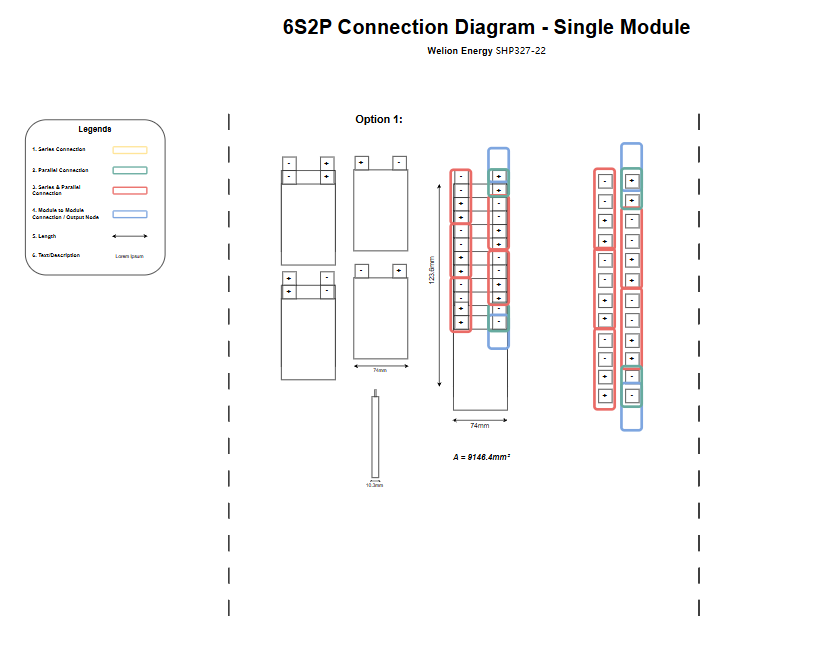 6S2P Connection Diagram - Single Module
Welion Energy SHP327-22
Legends
1. Series Connection
2. Parallel Connection
3. Series & Parallel
Connection
4. Module to Module
Connection / Output Node
5. Length
6. Text/Description
Lorem ipsum
Option 1:
- +
- +
+ -
+ -
+ -
- +
74mm
10.3mm
123.6mm
- +
- +
+ -
+ -
- +
- +
+ -
+ -
- +
- +
+ -
+ -
74mm
A = 9146.4mm²
- +
- +
+ -
+ -
- +
- +
+ -
+ -
- +
- +
+ -
+ -